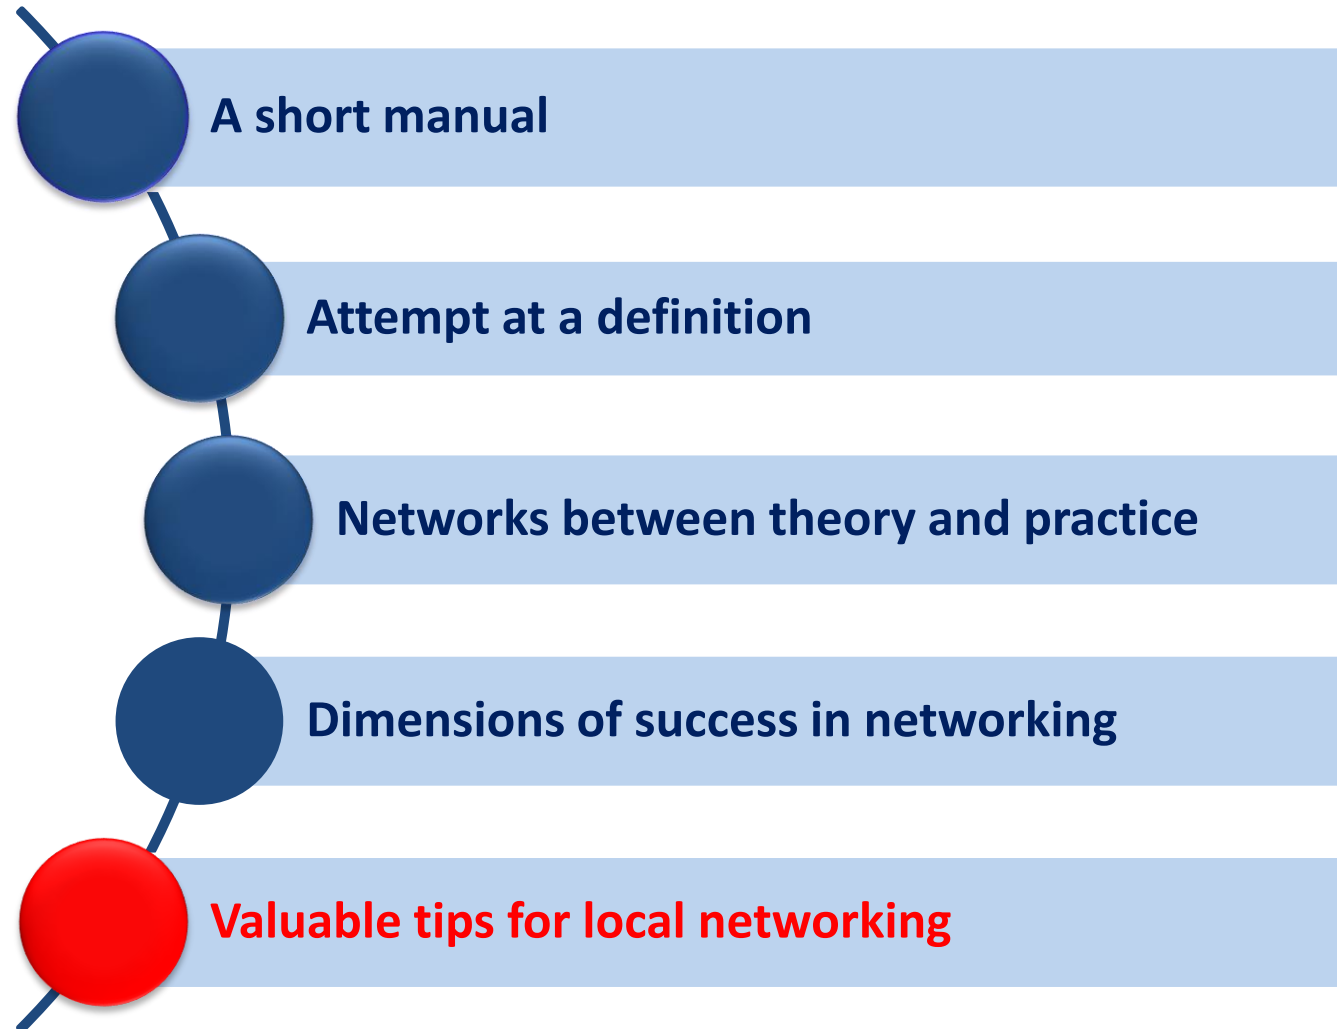 A short manual
Attempt at a definition
Networks between theory and practice
Dimensions of success in networking
Valuable tips for local networking